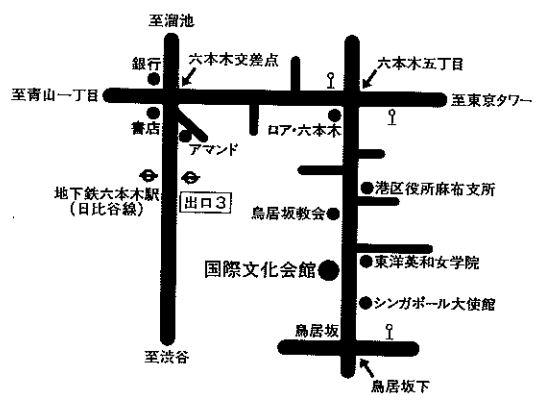 至溜池
六本木交差点
六本木五丁目
銀行
至青山一丁目
至東京タワー
書店
アマンド
ロア・六本木
地下鉄六本木駅
(日比谷線)
出口3
港区役所麻布支所
鳥居坂教会
国際文化会館
東洋英和女学院
シンガポール大使館
鳥居坂
至渋谷
鳥居坂下